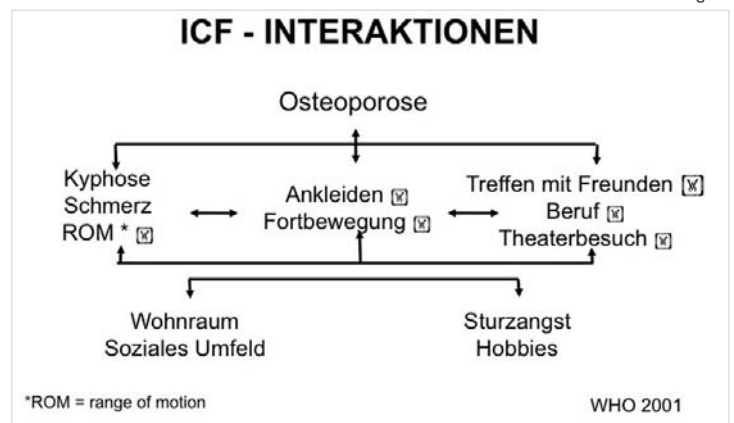 ICF - INTERAKTIONEN
Osteoporose
Kyphose
Schmerz
ROM *
Ankleiden
Fortbewegung
Treffen mit Freunden
Beruf
Theaterbesuch
Wohnraum
Soziales Umfeld
Sturzangst
Hobbies
*ROM = range of motion
WHO 2001